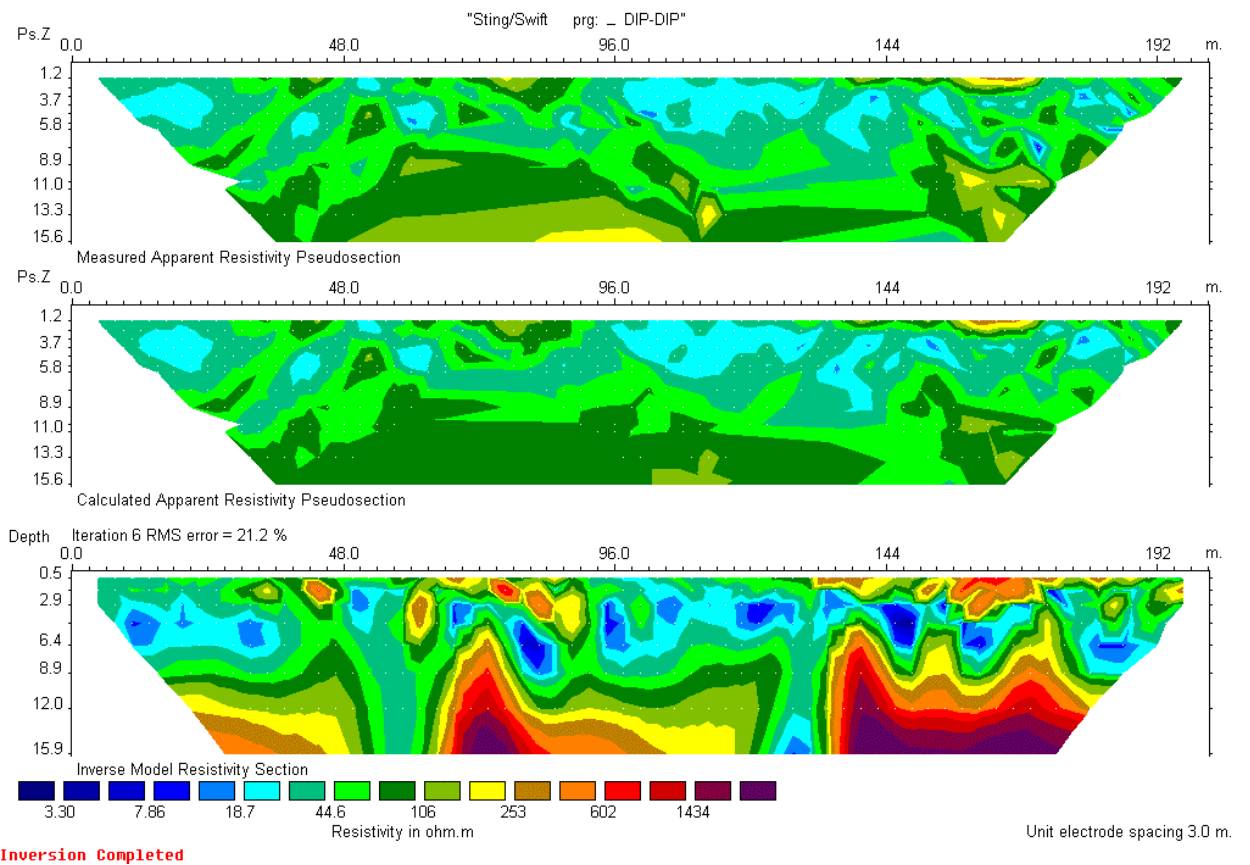 "Sting/Swift prg: _ DIP-DIP"
Ps.Z 0.0 48.0 96.0 144 192 m.
1.2
3.7
5.8
8.9
11.0
13.3
15.6
Measured Apparent Resistivity Pseudosection
Ps.Z 0.0 48.0 96.0 144 192 m.
1.2
3.7
5.8
8.9
11.0
13.3
15.6
Calculated Apparent Resistivity Pseudosection
Depth Iteration 6 RMS error = 21.2 %
0.0 48.0 96.0 144 192 m.
0.5
2.9
6.4
8.9
12.0
15.9
Inverse Model Resistivity Section
3.30 7.86 18.7 44.6 106 253 602 1434
Resistivity in ohm.m Unit electrode spacing 3.0 m.
Inversion Completed